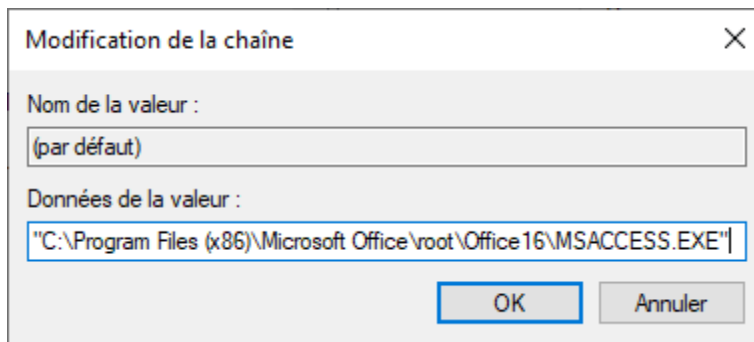 Modification de la chaîne
Nom de la valeur :
(par défaut)
Données de la valeur :
"C:\Program Files (x86)\Microsoft Office\root\Office16\MSACCESS.EXE"
OK Annuler